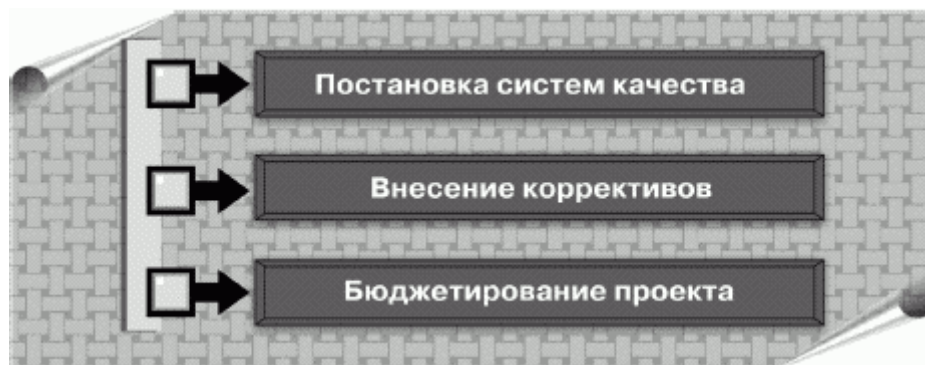 Постановка систем качества
Внесение коррективов
Бюджетирование проекта